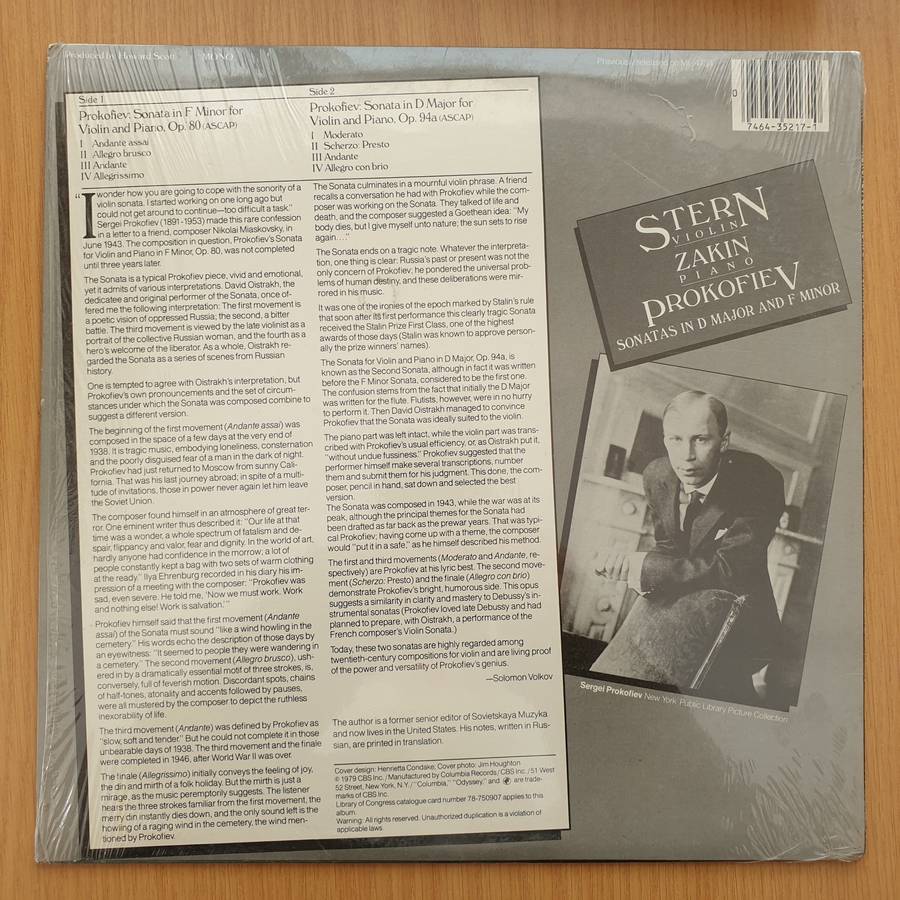 Produced by Howard Scott MONO
Previously released on
0
7464-35217-1
Side 1
Prokofiev: Sonata in F Minor for
Violin and Piano, Op. 80 (ASCAP)
I Andante assai
II Allegro brusco
III Andante
IV Allegrissimo
Side 2
Prokofiev: Sonata in D Major for
Violin and Piano, Op. 94a (ASCAP)
I Moderato
II Scherzo: Presto
III Andante
IV Allegro con brio
“I wonder how you are going to cope with the sonority of a
violin sonata. I started working on one long ago but
could not get around to continue—too difficult a task.”
Sergei Prokofiev (1891-1953) made this rare confession
in a letter to a friend, composer Nikolai Miaskovsky, in
June 1943. The composition in question, Prokofiev's Sonata
for Violin and Piano in F Minor, Op. 80, was not completed
until three years later.
The Sonata is a typical Prokofiev piece, vivid and emotional,
yet it admits of various interpretations. David Oistrakh, the
dedicatee and original performer of the Sonata, once of-
fered me the following interpretation: The first movement is
a poetic vision of oppressed Russia; the second, a bitter
battle. The third movement is viewed by the late violinist as a
portrait of the collective Russian woman, and the fourth as a
hero's welcome of the liberator. As a whole, Oistrakh re-
garded the Sonata as a series of scenes from Russian
history.
One is tempted to agree with Oistrakh's interpretation, but
Prokofiev's own pronouncements and the set of circum-
stances under which the Sonata was composed combine to
suggest a different version.
The beginning of the first movement (Andante assai) was
composed in the space of a few days at the very end of
1938. It is tragic music, embodying loneliness, consternation
and the poorly disguised fear of a man in the dark of night.
Prokofiev had just returned to Moscow from sunny Cali-
fornia. That was his last journey abroad; in spite of a multi-
tude of invitations, those in power never again let him leave
the Soviet Union.
The composer found himself in an atmosphere of great ter-
ror. One eminent writer thus described it: “Our life at that
time was a wonder, a whole spectrum of fatalism and de-
spair, flippancy and valor, fear and dignity. In the world of art,
hardly anyone had confidence in the morrow; a lot of
people constantly kept a bag with two sets of warm clothing
at the ready.” Ilya Ehrenburg recorded in his diary his im-
pression of a meeting with the composer: “Prokofiev was
sad, even severe. He told me, ‘Now we must work. Work
and nothing else! Work is salvation.’”
Prokofiev himself said that the first movement (Andante
assai) of the Sonata must sound “like a wind howling in the
cemetery.” His words echo the description of those days by
an eyewitness: “It seemed to people they were wandering in
a cemetery.” The second movement (Allegro brusco), ush-
ered in by a dramatically essential motif of three strokes, is,
conversely, full of feverish motion. Discordant spots, chains
of half-tones, atonality and accents followed by pauses,
were all mustered by the composer to depict the ruthless
inexorability of life.
The third movement (Andante) was defined by Prokofiev as
“slow, soft and tender.” But he could not complete it in those
unbearable days of 1938. The third movement and the finale
were completed in 1946, after World War II was over.
The finale (Allegrissimo) initially conveys the feeling of joy,
the din and mirth of a folk holiday. But the mirth is just a
mirage, as the music peremptorily suggests. The listener
hears the three strokes familiar from the first movement, the
merry din instantly dies down, and the only sound left is the
howling of a raging wind in the cemetery, the wind men-
tioned by Prokofiev.
The Sonata culminates in a mournful violin phrase. A friend
recalls a conversation he had with Prokofiev while the com-
poser was working on the Sonata. They talked of life and
death, and the composer suggested a Goethean idea: “My
body dies, but I give myself unto nature; the sun sets to rise
again....”
The Sonata ends on a tragic note. Whatever the interpreta-
tion, one thing is clear: Russia's past or present was not the
only concern of Prokofiev; he pondered the universal prob-
lems of human destiny, and these deliberations were mir-
rored in his music.
It was one of the ironies of the epoch marked by Stalin's rule
that soon after its first performance this clearly tragic Sonata
received the Stalin Prize First Class, one of the highest
awards of those days (Stalin was known to approve person-
ally the prize winners' names).
The Sonata for Violin and Piano in D Major, Op. 94a, is
known as the Second Sonata, although in fact it was written
before the F Minor Sonata, considered to be the first one.
The confusion stems from the fact that initially the D Major
was written for the flute. Flutists, however, were in no hurry
to perform it. Then David Oistrakh managed to convince
Prokofiev that the Sonata was ideally suited to the violin.
The piano part was left intact, while the violin part was trans-
cribed with Prokofiev's usual efficiency, or, as Oistrakh put it,
“without undue fussiness.” Prokofiev suggested that the
performer himself make several transcriptions, number
them and submit them for his judgment. This done, the com-
poser, pencil in hand, sat down and selected the best
version.
The Sonata was composed in 1943, while the war was at its
peak, although the principal themes for the Sonata had
been drafted as far back as the prewar years. That was typi-
cal Prokofiev; having come up with a theme, the composer
would “put it in a safe,” as he himself described his method.
The first and third movements (Moderato and Andante, re-
spectively) are Prokofiev at his lyric best. The second move-
ment (Scherzo: Presto) and the finale (Allegro con brio)
demonstrate Prokofiev's bright, humorous side. This opus
suggests a similarity in clarity and mastery to Debussy's in-
strumental sonatas (Prokofiev loved late Debussy and had
planned to prepare, with Oistrakh, a performance of the
French composer's Violin Sonata.)
Today, these two sonatas are highly regarded among
twentieth-century compositions for violin and are living proof
of the power and versatility of Prokofiev's genius.
—Solomon Volkov
The author is a former senior editor of Sovietskaya Muzyka
and now lives in the United States. His notes, written in Rus-
sian, are printed in translation.
Cover design: Henrietta Condake; Cover photo: Jim Houghton
© 1979 CBS Inc./Manufactured by Columbia Records/CBS Inc./51 West
52 Street, New York, N.Y./“Columbia,” “Odyssey,” and are trade-
marks of CBS Inc.
Library of Congress catalogue card number 78-750907 applies to this
album.
Warning: All rights reserved. Unauthorized duplication is a violation of
applicable laws.
STERN
VIOLIN
ZAKIN
PIANO
PROKOFIEV
SONATAS IN D MAJOR AND F MINOR
Sergei Prokofiev New York Public Library Picture Collection